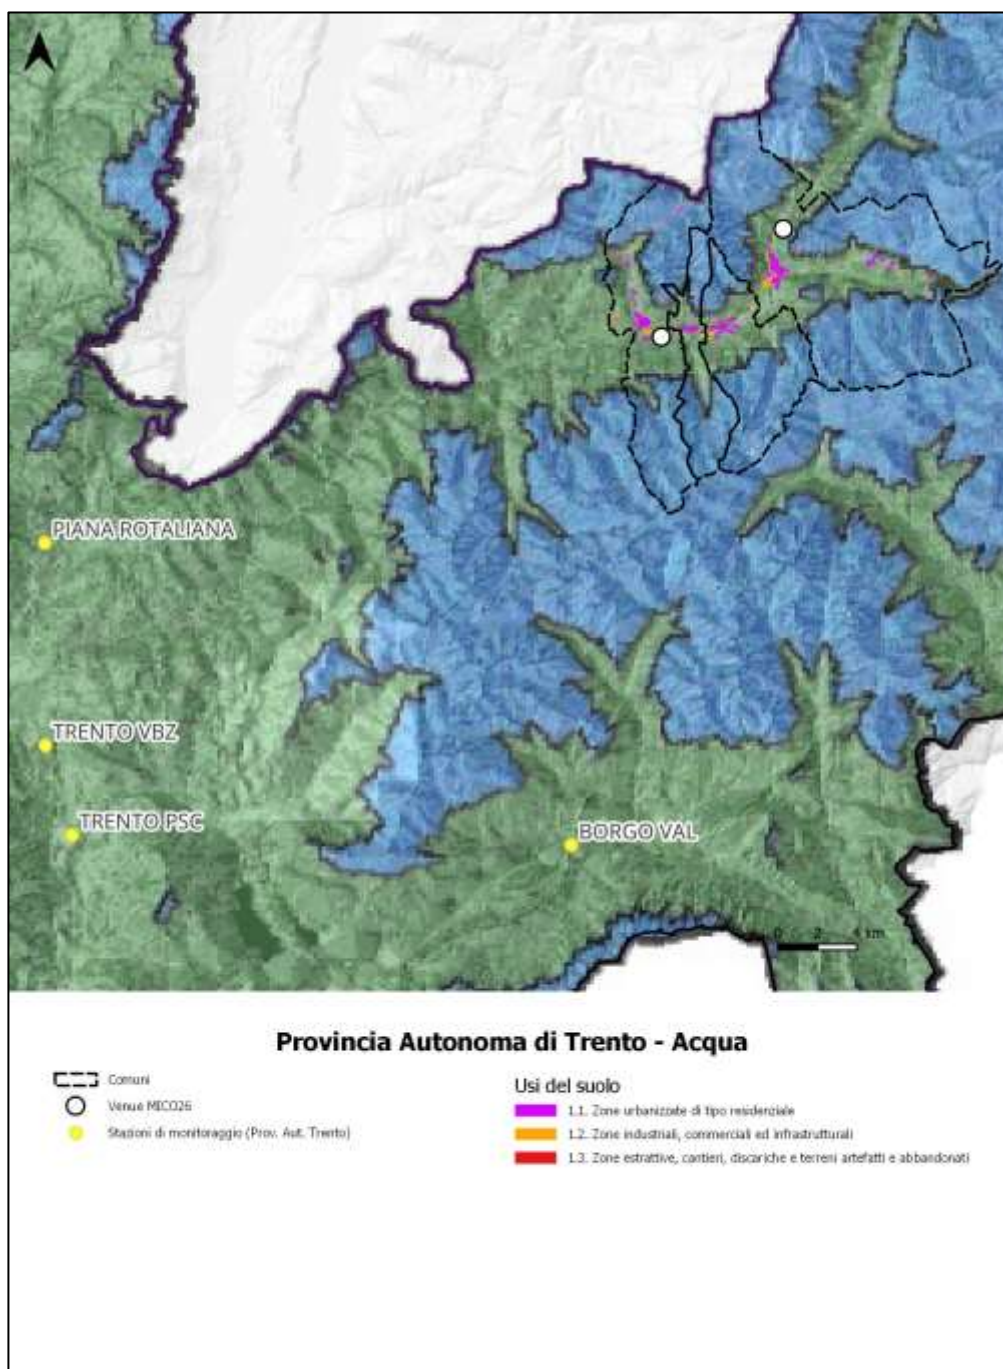 PIANA ROTALIANA
TRENTO VBZ
TRENTO PSC
BORGO VAL
0 2 4 km
Provincia Autonoma di Trento - Acqua
Comuni
Venue MICO26
Stazioni di monitoraggio (Prov. Aut. Trento)
Usi del suolo
1.1. Zone urbanizzate di tipo residenziale
1.2. Zone industriali, commerciali ed infrastrutturali
1.3. Zone estrattive, cantieri, discariche e terreni artefatti e abbandonati